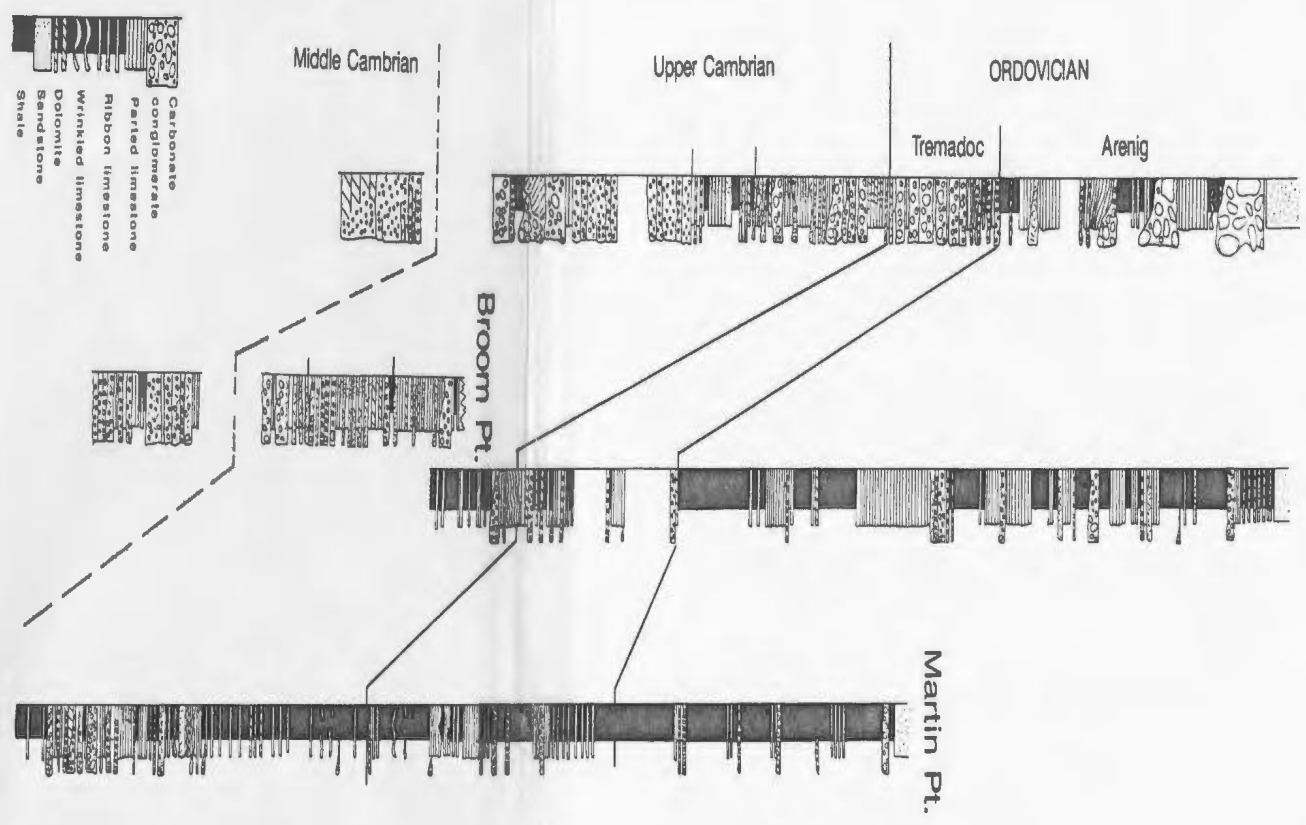 Middle Cambrian
Upper Cambrian
ORDOVICIAN
Tremadoc
Arenig
Carbonate
conglomerate
Parted limestone
Ribbon limestone
Wrinkled limestone
Dolomite
Sandstone
Shale
Broom Pt.
Martin Pt.